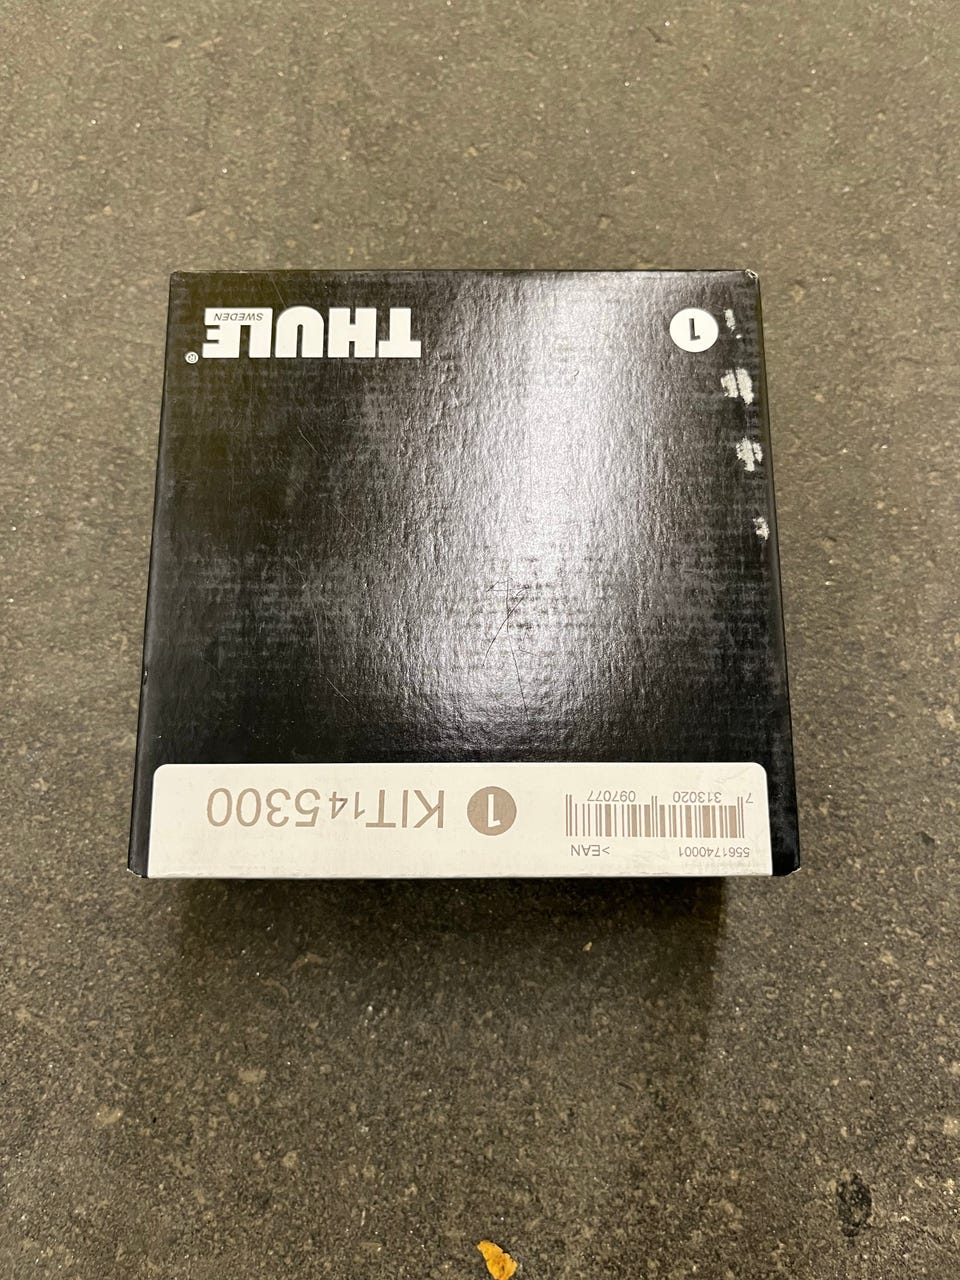 5561740001 >EAN
7 313020 097077
1 KIT145300
1
THULE®
SWEDEN